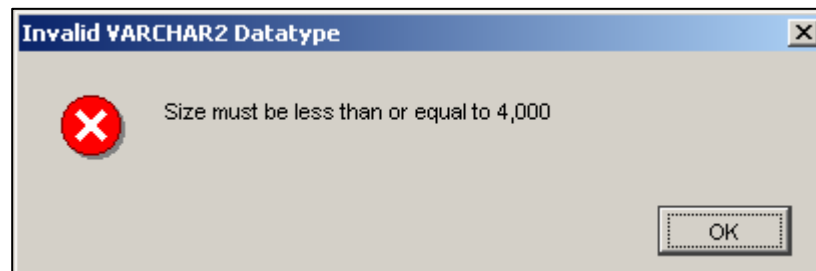 Invalid VARCHAR2 Datatype
Size must be less than or equal to 4,000
OK